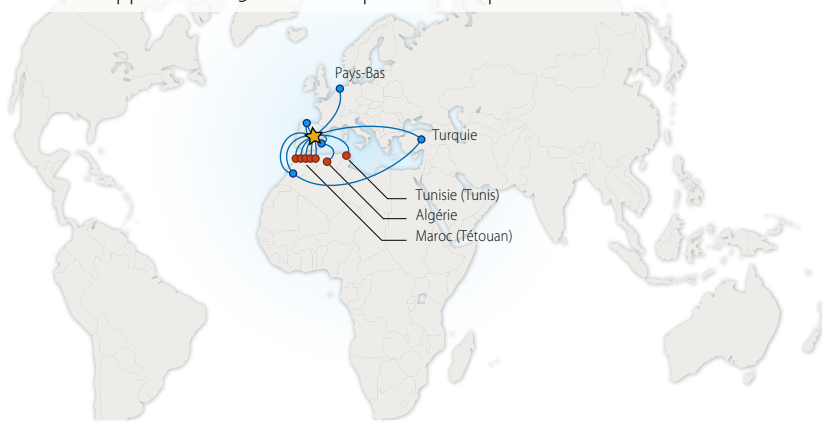 Pays-Bas
Turquie
Tunisie (Tunis)
Algérie
Maroc (Tétouan)